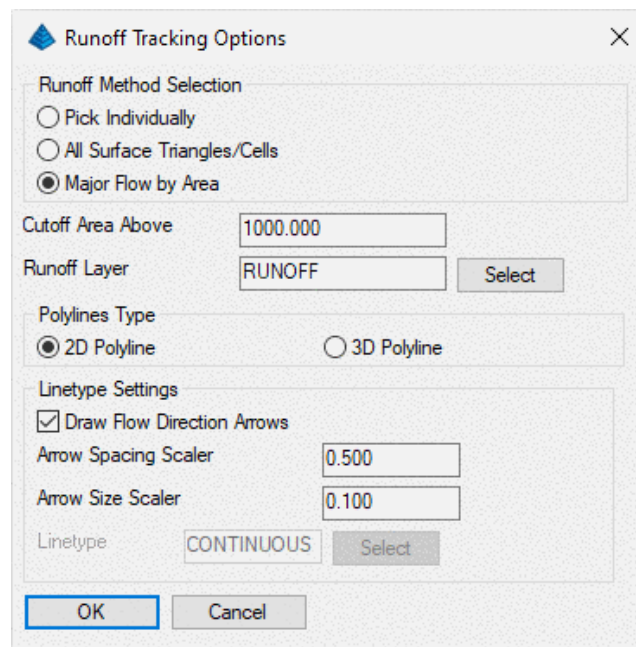 Runoff Tracking Options
Runoff Method Selection
Pick Individually
All Surface Triangles/Cells
Major Flow by Area
Cutoff Area Above 1000.000
Runoff Layer RUNOFF Select
Polylines Type
2D Polyline 3D Polyline
Linetype Settings
Draw Flow Direction Arrows
Arrow Spacing Scaler 0.500
Arrow Size Scaler 0.100
Linetype CONTINUOUS Select
OK Cancel